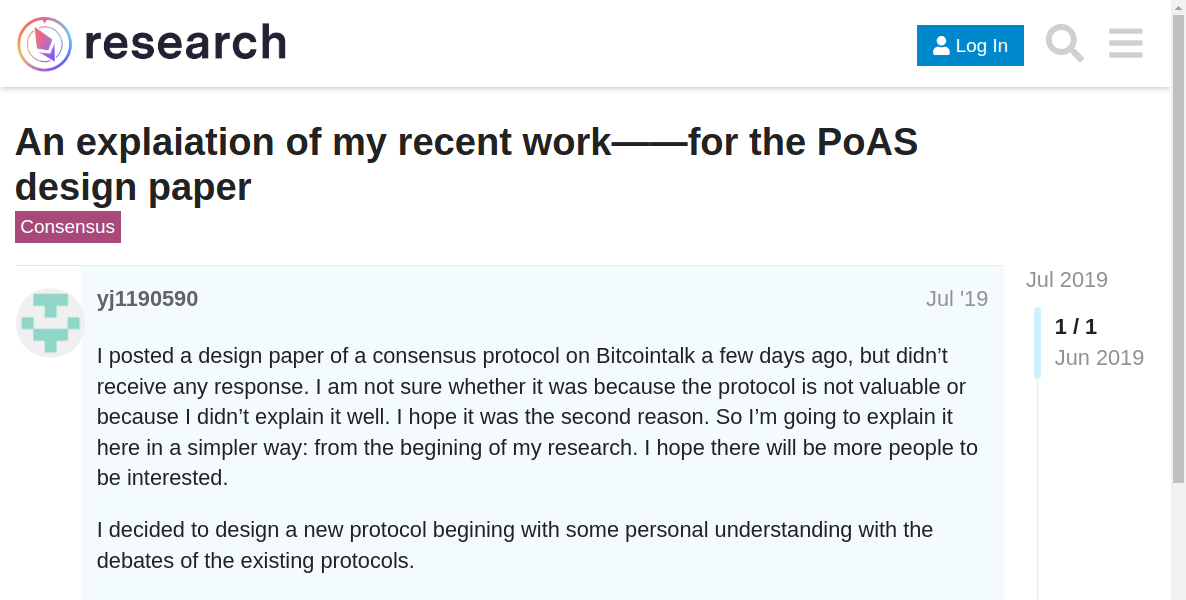 research
Log In
An explaiation of my recent work——for the PoAS
design paper
Consensus
Jul 2019
yj1190590
Jul '19
1 / 1
Jun 2019
I posted a design paper of a consensus protocol on Bitcointalk a few days ago, but didn’t
receive any response. I am not sure whether it was because the protocol is not valuable or
because I didn’t explain it well. I hope it was the second reason. So I’m going to explain it
here in a simpler way: from the begining of my research. I hope there will be more people to
be interested.
I decided to design a new protocol begining with some personal understanding with the
debates of the existing protocols.